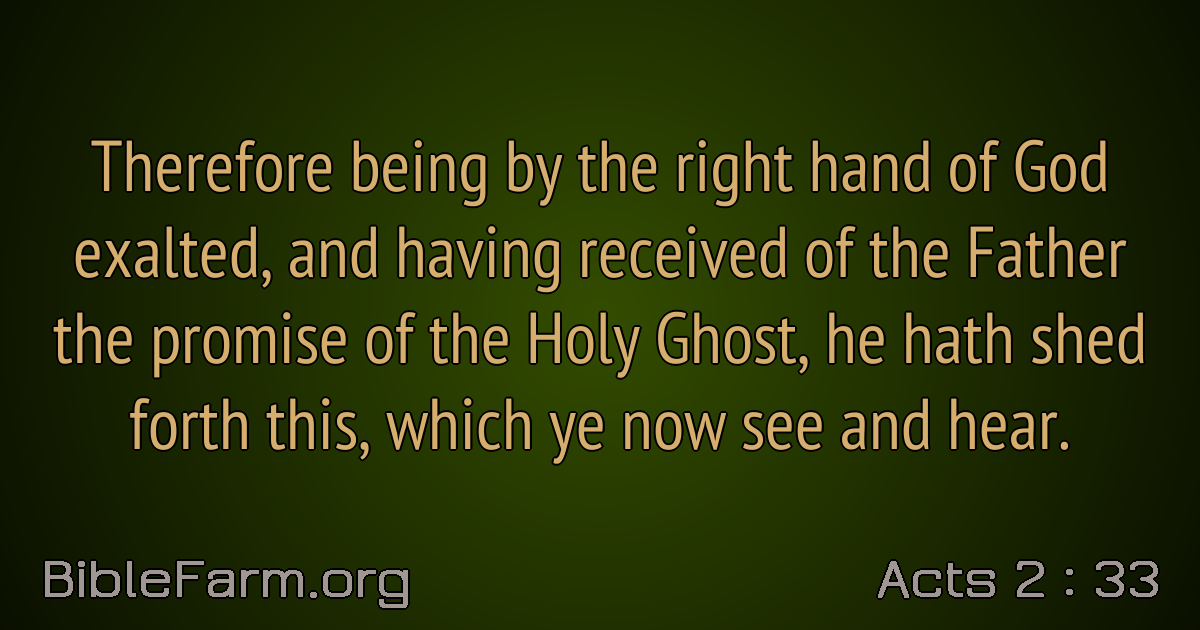 Therefore being by the right hand of God
exalted, and having received of the Father
the promise of the Holy Ghost, he hath shed
forth this, which ye now see and hear.
BibleFarm.org
Acts 2 : 33